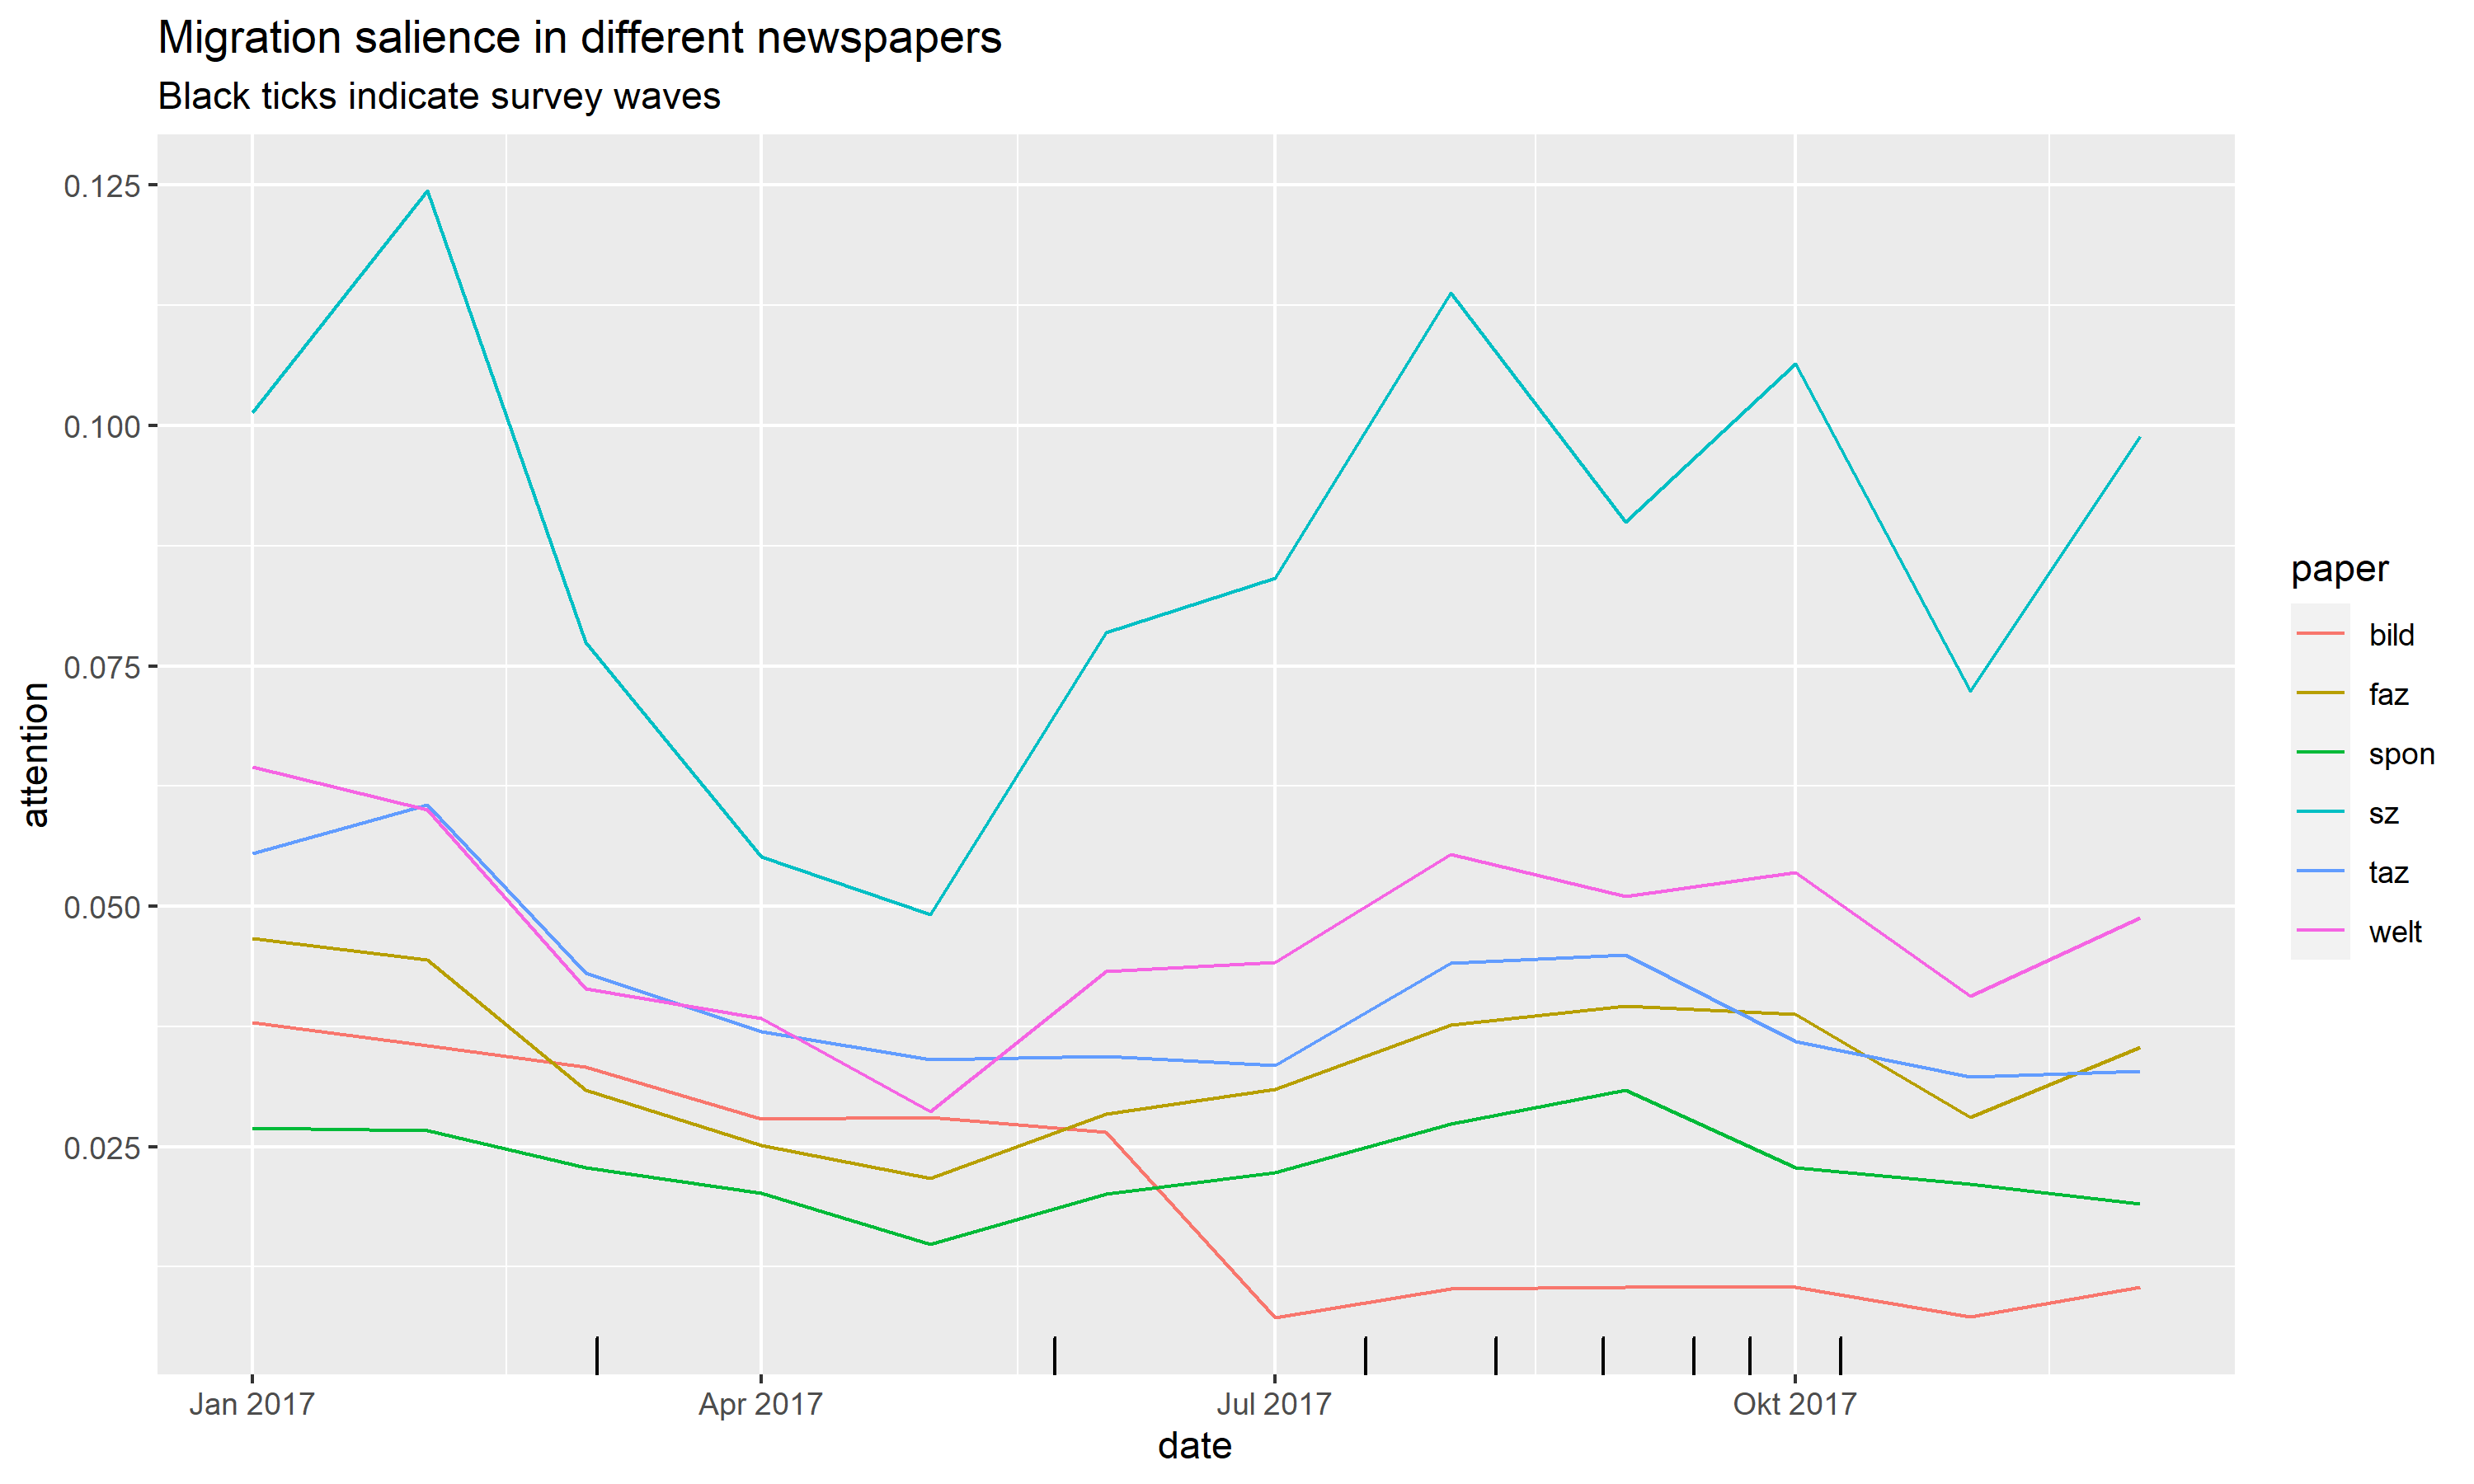 Migration salience in different newspapers
Black ticks indicate survey waves
attention
0.125
0.100
0.075
0.050
0.025
Jan 2017
Apr 2017
Jul 2017
Okt 2017
date
paper
bild
faz
spon
sz
taz
welt